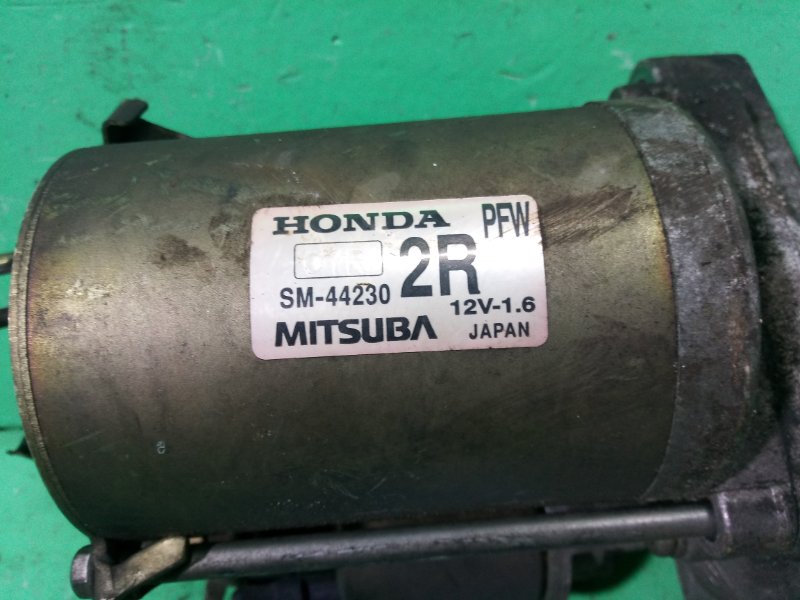 HONDA PFW
2R
SM-44230
12V-1.6
MITSUBA JAPAN